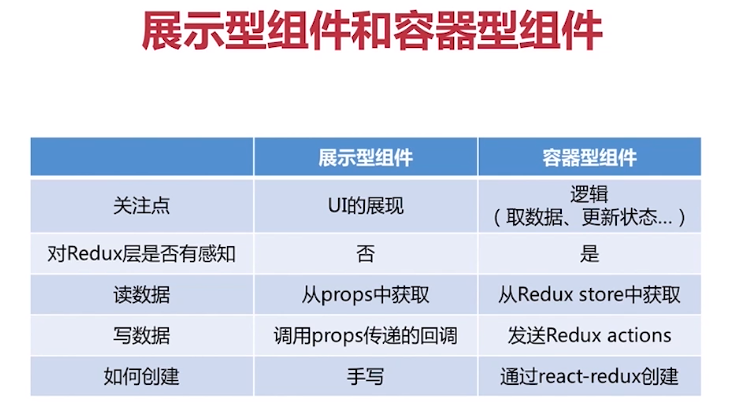 展示型组件和容器型组件
展示型组件 容器型组件
关注点 UI的展现 逻辑
（取数据、更新状态...）
对Redux层是否有感知 否 是
读数据 从props中获取 从Redux store中获取
写数据 调用props传递的回调 发送Redux actions
如何创建 手写 通过react-redux创建